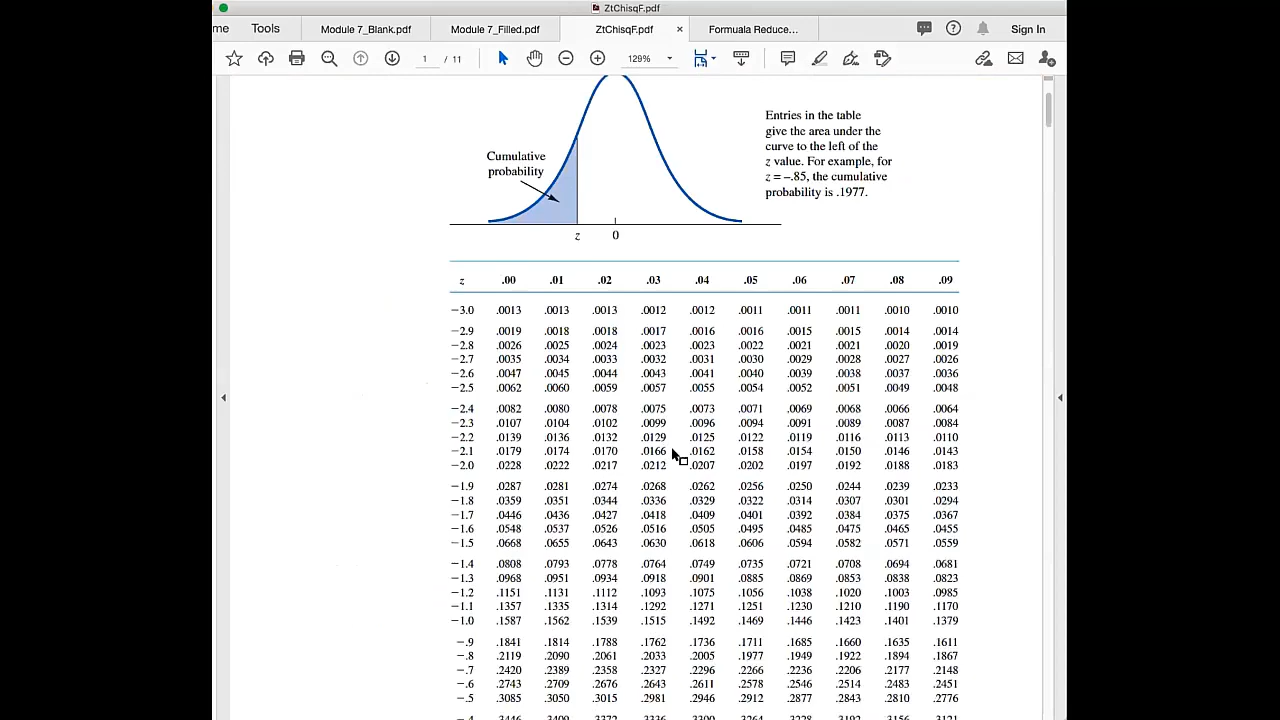 ZtChisqF.pdf
me Tools Module 7_Blank.pdf Module 7_Filled.pdf ZtChisqF.pdf × Formuala Reduce... Sign In
1 / 11 129%
Entries in the table
give the area under the
curve to the left of the
z value. For example, for
z = –.85, the cumulative
probability is .1977.
Cumulative
probability
z 0
z .00 .01 .02 .03 .04 .05 .06 .07 .08 .09
−3.0 .0013 .0013 .0013 .0012 .0012 .0011 .0011 .0011 .0010 .0010
−2.9 .0019 .0018 .0018 .0017 .0016 .0016 .0015 .0015 .0014 .0014
−2.8 .0026 .0025 .0024 .0023 .0023 .0022 .0021 .0021 .0020 .0019
−2.7 .0035 .0034 .0033 .0032 .0031 .0030 .0029 .0028 .0027 .0026
−2.6 .0047 .0045 .0044 .0043 .0041 .0040 .0039 .0038 .0037 .0036
−2.5 .0062 .0060 .0059 .0057 .0055 .0054 .0052 .0051 .0049 .0048
−2.4 .0082 .0080 .0078 .0075 .0073 .0071 .0069 .0068 .0066 .0064
−2.3 .0107 .0104 .0102 .0099 .0096 .0094 .0091 .0089 .0087 .0084
−2.2 .0139 .0136 .0132 .0129 .0125 .0122 .0119 .0116 .0113 .0110
−2.1 .0179 .0174 .0170 .0166 .0162 .0158 .0154 .0150 .0146 .0143
−2.0 .0228 .0222 .0217 .0212 .0207 .0202 .0197 .0192 .0188 .0183
−1.9 .0287 .0281 .0274 .0268 .0262 .0256 .0250 .0244 .0239 .0233
−1.8 .0359 .0351 .0344 .0336 .0329 .0322 .0314 .0307 .0301 .0294
−1.7 .0446 .0436 .0427 .0418 .0409 .0401 .0392 .0384 .0375 .0367
−1.6 .0548 .0537 .0526 .0516 .0505 .0495 .0485 .0475 .0465 .0455
−1.5 .0668 .0655 .0643 .0630 .0618 .0606 .0594 .0582 .0571 .0559
−1.4 .0808 .0793 .0778 .0764 .0749 .0735 .0721 .0708 .0694 .0681
−1.3 .0968 .0951 .0934 .0918 .0901 .0885 .0869 .0853 .0838 .0823
−1.2 .1151 .1131 .1112 .1093 .1075 .1056 .1038 .1020 .1003 .0985
−1.1 .1357 .1335 .1314 .1292 .1271 .1251 .1230 .1210 .1190 .1170
−1.0 .1587 .1562 .1539 .1515 .1492 .1469 .1446 .1423 .1401 .1379
−.9 .1841 .1814 .1788 .1762 .1736 .1711 .1685 .1660 .1635 .1611
−.8 .2119 .2090 .2061 .2033 .2005 .1977 .1949 .1922 .1894 .1867
−.7 .2420 .2389 .2358 .2327 .2296 .2266 .2236 .2206 .2177 .2148
−.6 .2743 .2709 .2676 .2643 .2611 .2578 .2546 .2514 .2483 .2451
−.5 .3085 .3050 .3015 .2981 .2946 .2912 .2877 .2843 .2810 .2776